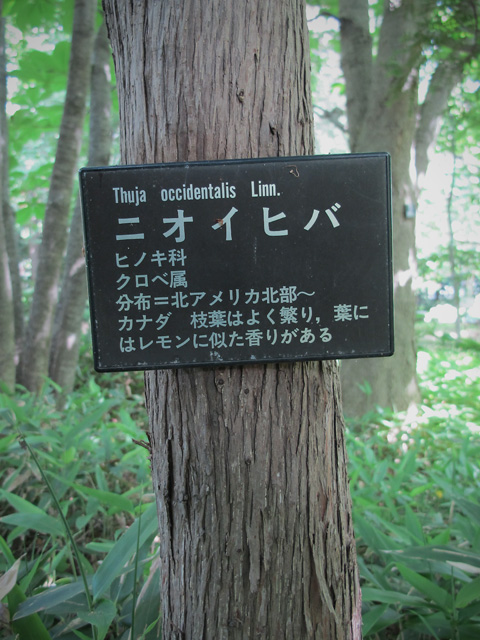 Thuja occidentalis Linn.
ニオイヒバ
ヒノキ科
クロベ属
分布＝北アメリカ北部～
カナダ　枝葉はよく繁り，葉に
はレモンに似た香りがある